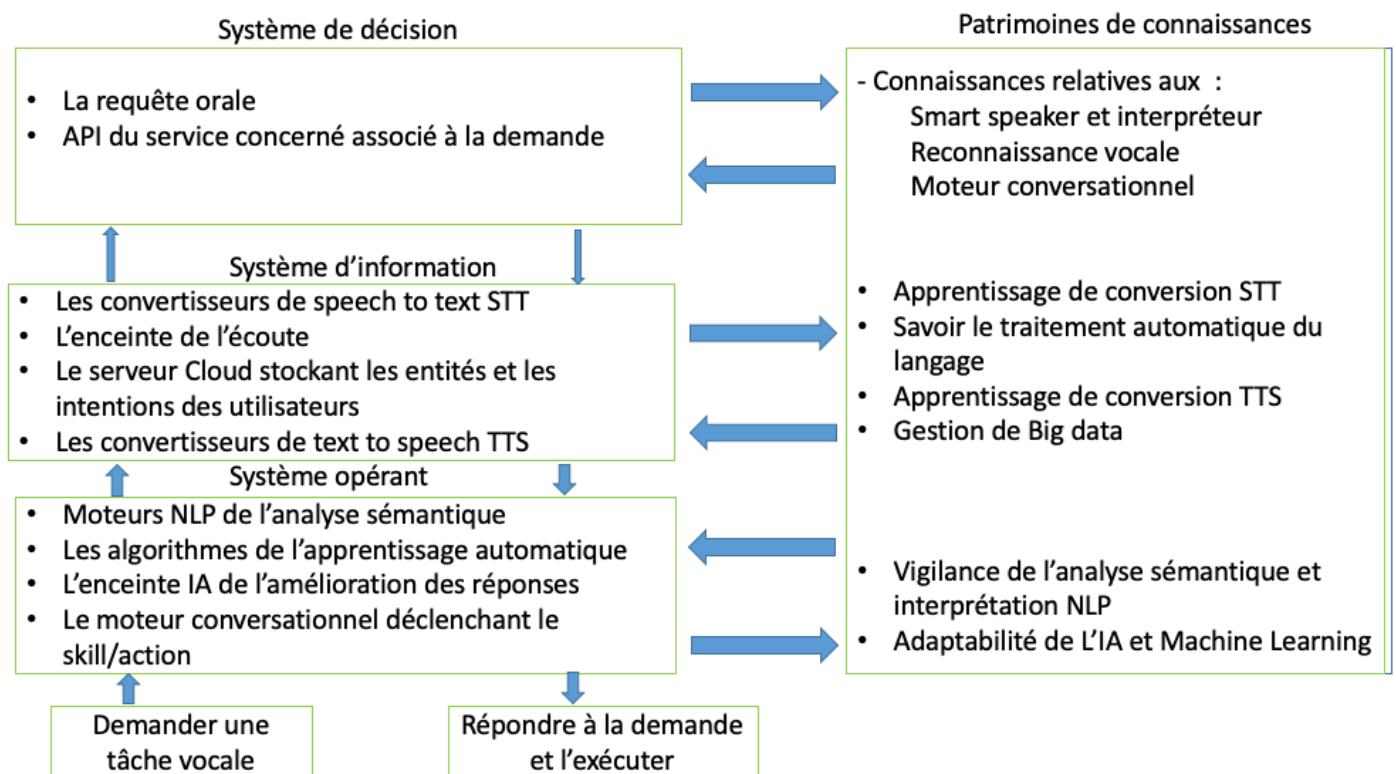 Système de décision
• La requête orale
• API du service concerné associé à la demande
Système d’information
• Les convertisseurs de speech to text STT
• L’enceinte de l’écoute
• Le serveur Cloud stockant les entités et les
intentions des utilisateurs
• Les convertisseurs de text to speech TTS
Système opérant
• Moteurs NLP de l’analyse sémantique
• Les algorithmes de l’apprentissage automatique
• L’enceinte IA de l’amélioration des réponses
• Le moteur conversationnel déclenchant le
skill/action
Demander une
tâche vocale
Répondre à la demande
et l’exécuter
Patrimoines de connaissances
- Connaissances relatives aux :
Smart speaker et interpréteur
Reconnaissance vocale
Moteur conversationnel
• Apprentissage de conversion STT
• Savoir le traitement automatique du
langage
• Apprentissage de conversion TTS
• Gestion de Big data
• Vigilance de l’analyse sémantique et
interprétation NLP
• Adaptabilité de L’IA et Machine Learning